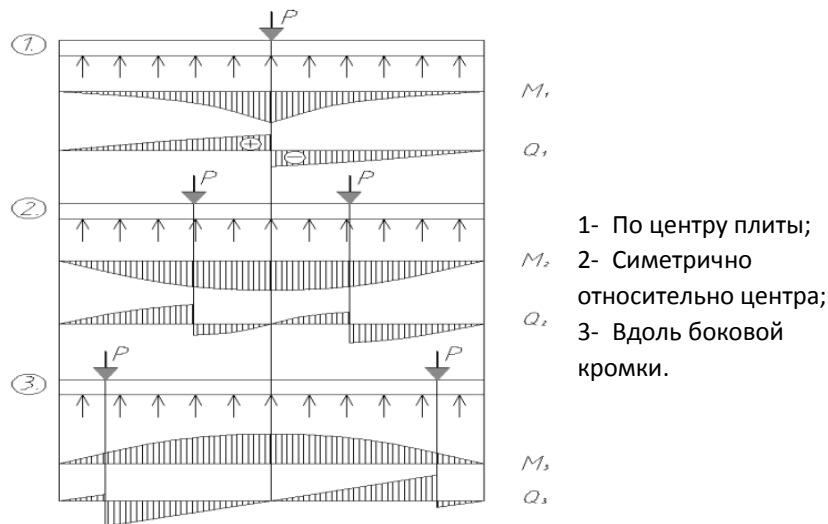 P
1.
M₁
+
−
Q₁
P P
2.
M₂
Q₂
P P
3.
M₃
Q₃
1- По центру плиты;
2- Симетрично
относительно центра;
3- Вдоль боковой
кромки.